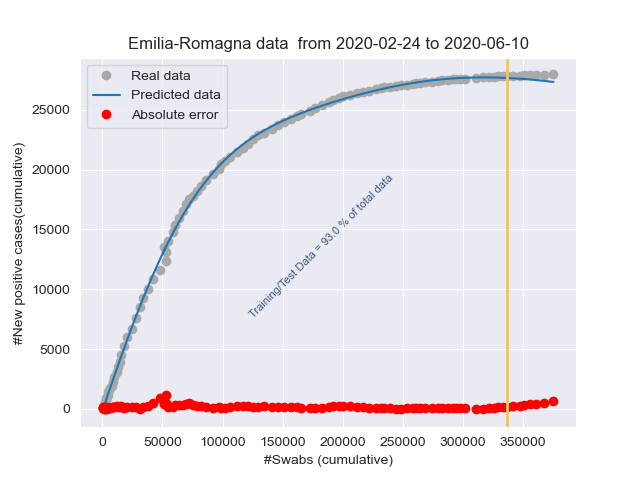 Emilia-Romagna data  from 2020-02-24 to 2020-06-10
Real data
Predicted data
Absolute error
#New positive cases(cumulative)
25000
20000
15000
10000
5000
0
Training/Test Data = 93.0 % of total data
0
50000
100000
150000
200000
250000
300000
350000
#Swabs (cumulative)